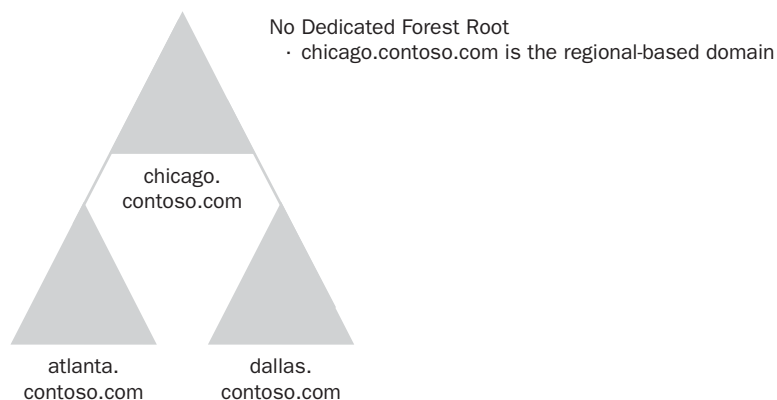 No Dedicated Forest Root
· chicago.contoso.com is the regional-based domain
chicago.
contoso.com
atlanta.
contoso.com
dallas.
contoso.com